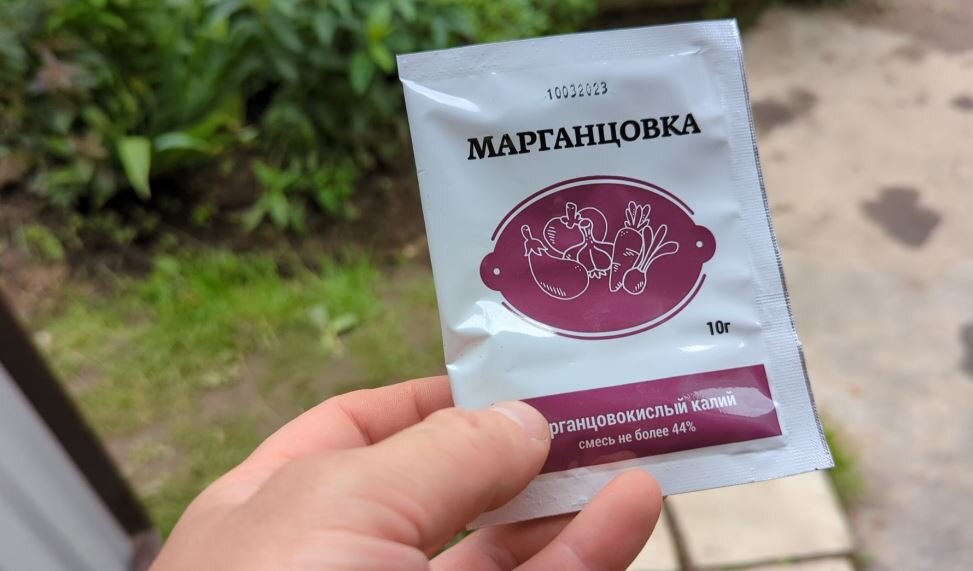 10032023
МАРГАНЦОВКА
10г
рганцовокислый калий
смесь не более 44%